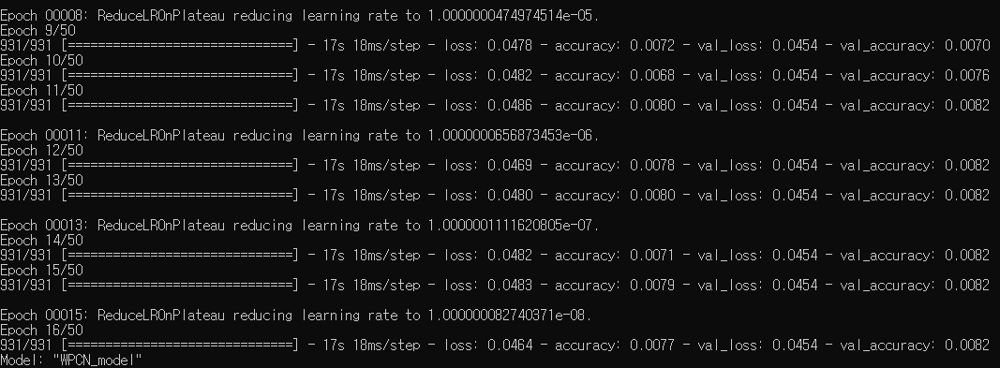 Epoch 00008: ReduceLROnPlateau reducing learning rate to 1.0000000474974514e-05.
Epoch 9/50
931/931 [==============================] - 17s 18ms/step - loss: 0.0478 - accuracy: 0.0072 - val_loss: 0.0454 - val_accuracy: 0.0070
Epoch 10/50
931/931 [==============================] - 17s 18ms/step - loss: 0.0482 - accuracy: 0.0068 - val_loss: 0.0454 - val_accuracy: 0.0076
Epoch 11/50
931/931 [==============================] - 17s 18ms/step - loss: 0.0486 - accuracy: 0.0080 - val_loss: 0.0454 - val_accuracy: 0.0082
Epoch 00011: ReduceLROnPlateau reducing learning rate to 1.0000000656873453e-06.
Epoch 12/50
931/931 [==============================] - 17s 18ms/step - loss: 0.0469 - accuracy: 0.0078 - val_loss: 0.0454 - val_accuracy: 0.0082
Epoch 13/50
931/931 [==============================] - 17s 18ms/step - loss: 0.0480 - accuracy: 0.0080 - val_loss: 0.0454 - val_accuracy: 0.0082
Epoch 00013: ReduceLROnPlateau reducing learning rate to 1.0000001111620805e-07.
Epoch 14/50
931/931 [==============================] - 17s 18ms/step - loss: 0.0482 - accuracy: 0.0071 - val_loss: 0.0454 - val_accuracy: 0.0082
Epoch 15/50
931/931 [==============================] - 17s 18ms/step - loss: 0.0483 - accuracy: 0.0079 - val_loss: 0.0454 - val_accuracy: 0.0082
Epoch 00015: ReduceLROnPlateau reducing learning rate to 1.000000082740371e-08.
Epoch 16/50
931/931 [==============================] - 17s 18ms/step - loss: 0.0464 - accuracy: 0.0077 - val_loss: 0.0454 - val_accuracy: 0.0082
Model: "WPCN_model"